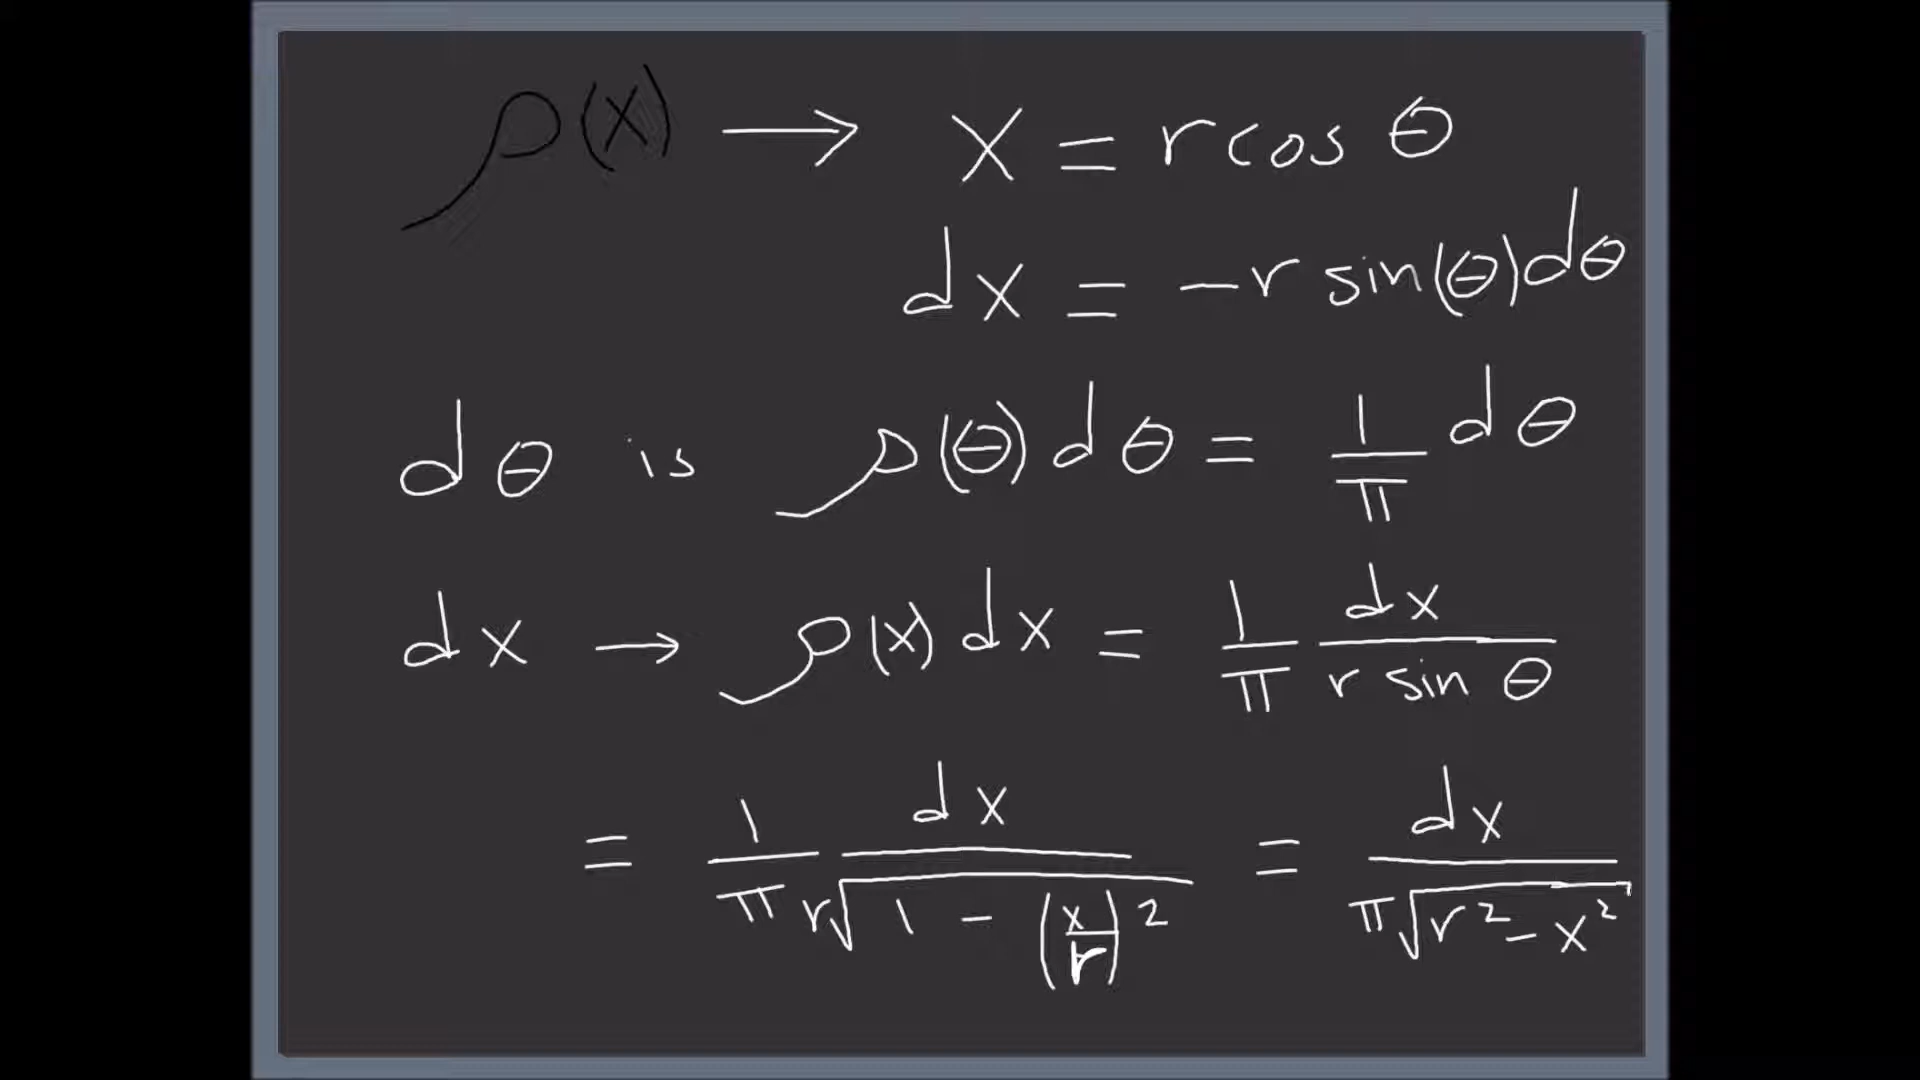 ρ(x) → x = r cos θ
dx = -r sin(θ)dθ
dθ is ρ(θ)dθ = 1/π dθ
dx → ρ(x)dx = 1/π dx/(r sin θ)
= 1/π dx/(r√(1 - (x/r)²)) = dx/(π√(r² - x²))